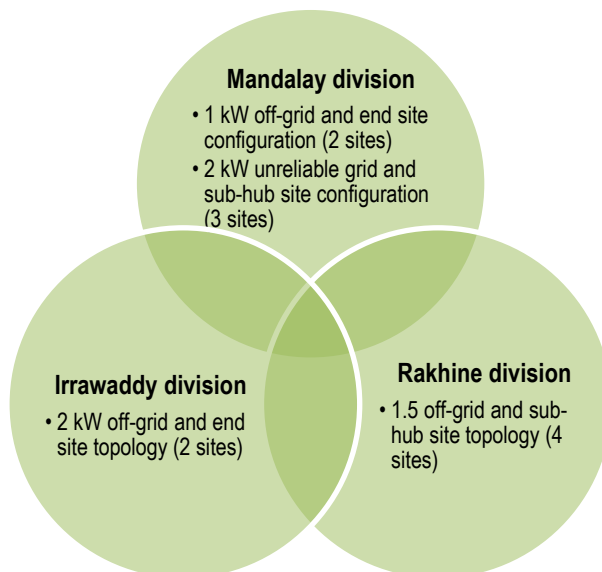 Mandalay division
• 1 kW off-grid and end site
configuration (2 sites)
• 2 kW unreliable grid and
sub-hub site configuration
(3 sites)
Irrawaddy division
• 2 kW off-grid and end
site topology (2 sites)
Rakhine division
• 1.5 off-grid and sub-
hub site topology (4
sites)